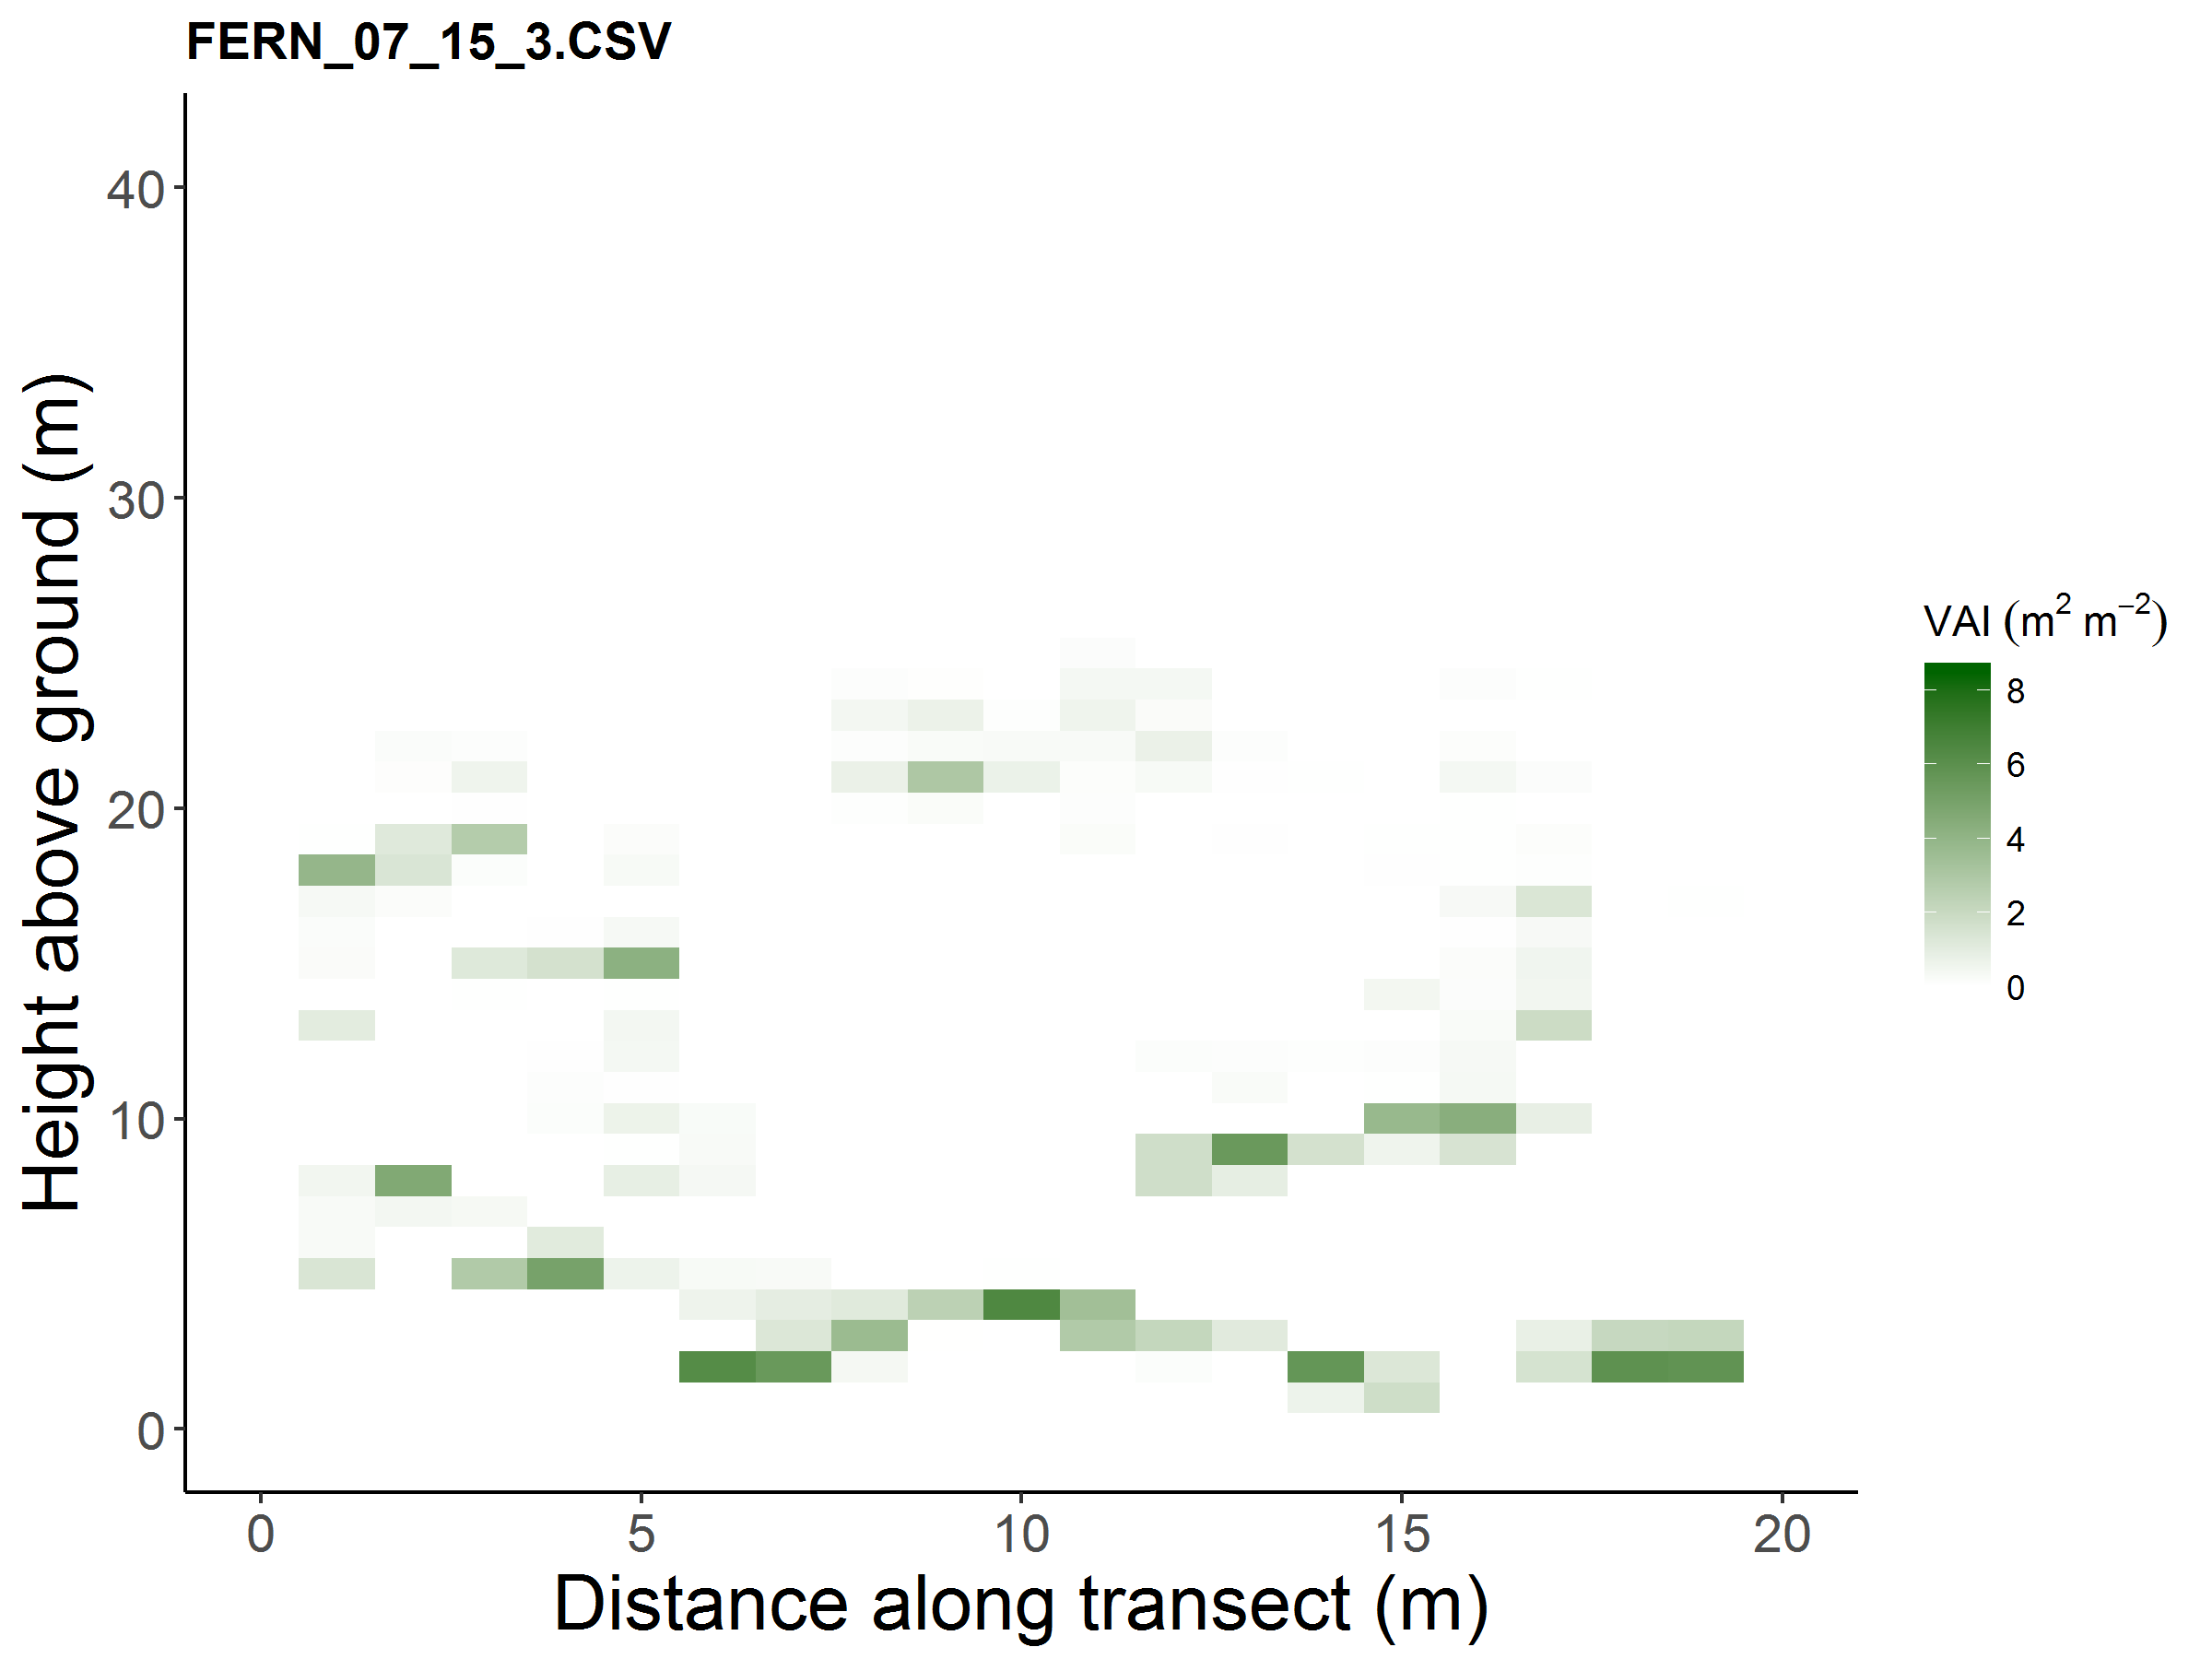 FERN_07_15_3.CSV
Height above ground (m)
40
30
20
10
0
0 5 10 15 20
Distance along transect (m)
VAI (m² m⁻²)
8
6
4
2
0